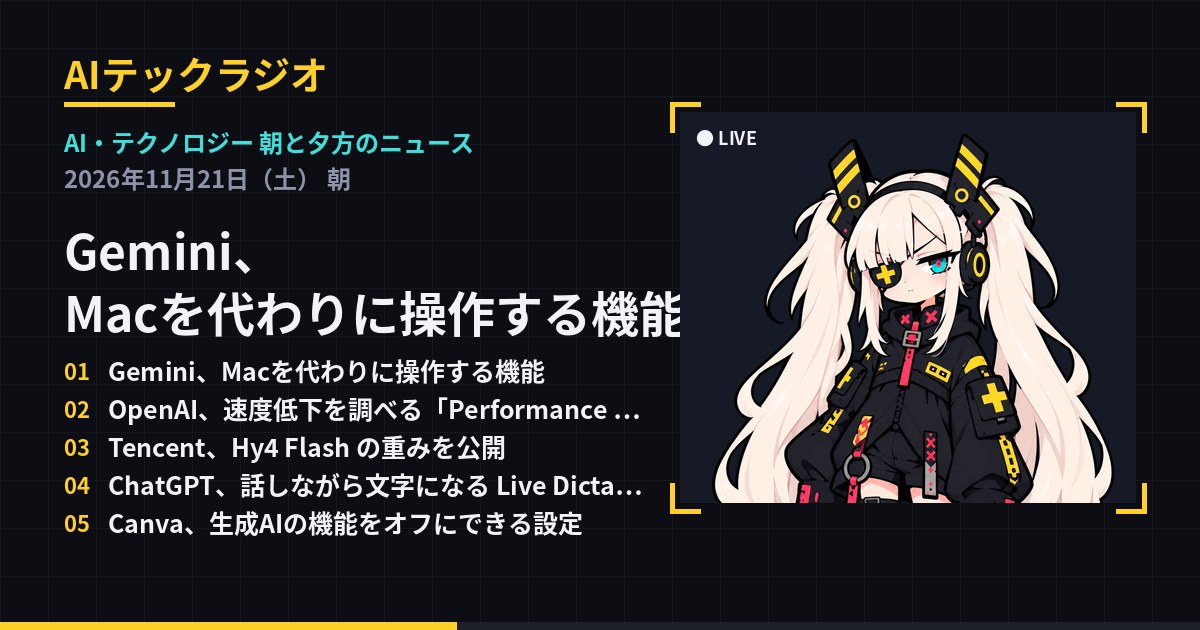 AIテックラジオ
AI・テクノロジー 朝と夕方のニュース
2026年11月21日（土） 朝
LIVE
Gemini、
Macを代わりに操作する機能
01 Gemini、Macを代わりに操作する機能
02 OpenAI、速度低下を調べる「Performance …
03 Tencent、Hy4 Flash の重みを公開
04 ChatGPT、話しながら文字になる Live Dicta…
05 Canva、生成AIの機能をオフにできる設定